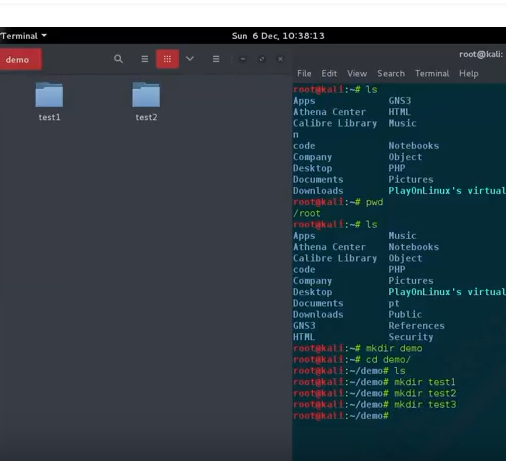 Terminal Sun 6 Dec, 10:38:13
demo
test1 test2
root@kali:
File Edit View Search Terminal Help
root@kali:~# ls
Apps GNS3
Athena Center HTML
Calibre Library Music
n
code Notebooks
Company Object
Desktop PHP
Documents Pictures
Downloads PlayOnLinux's virtual
root@kali:~# pwd
/root
root@kali:~# ls
Apps Music
Athena Center Notebooks
Calibre Library Object
code PHP
Company Pictures
Desktop PlayOnLinux's virtual
Documents pt
Downloads Public
GNS3 References
HTML Security
root@kali:~# mkdir demo
root@kali:~# cd demo/
root@kali:~/demo# ls
root@kali:~/demo# mkdir test1
root@kali:~/demo# mkdir test2
root@kali:~/demo# mkdir test3
root@kali:~/demo#